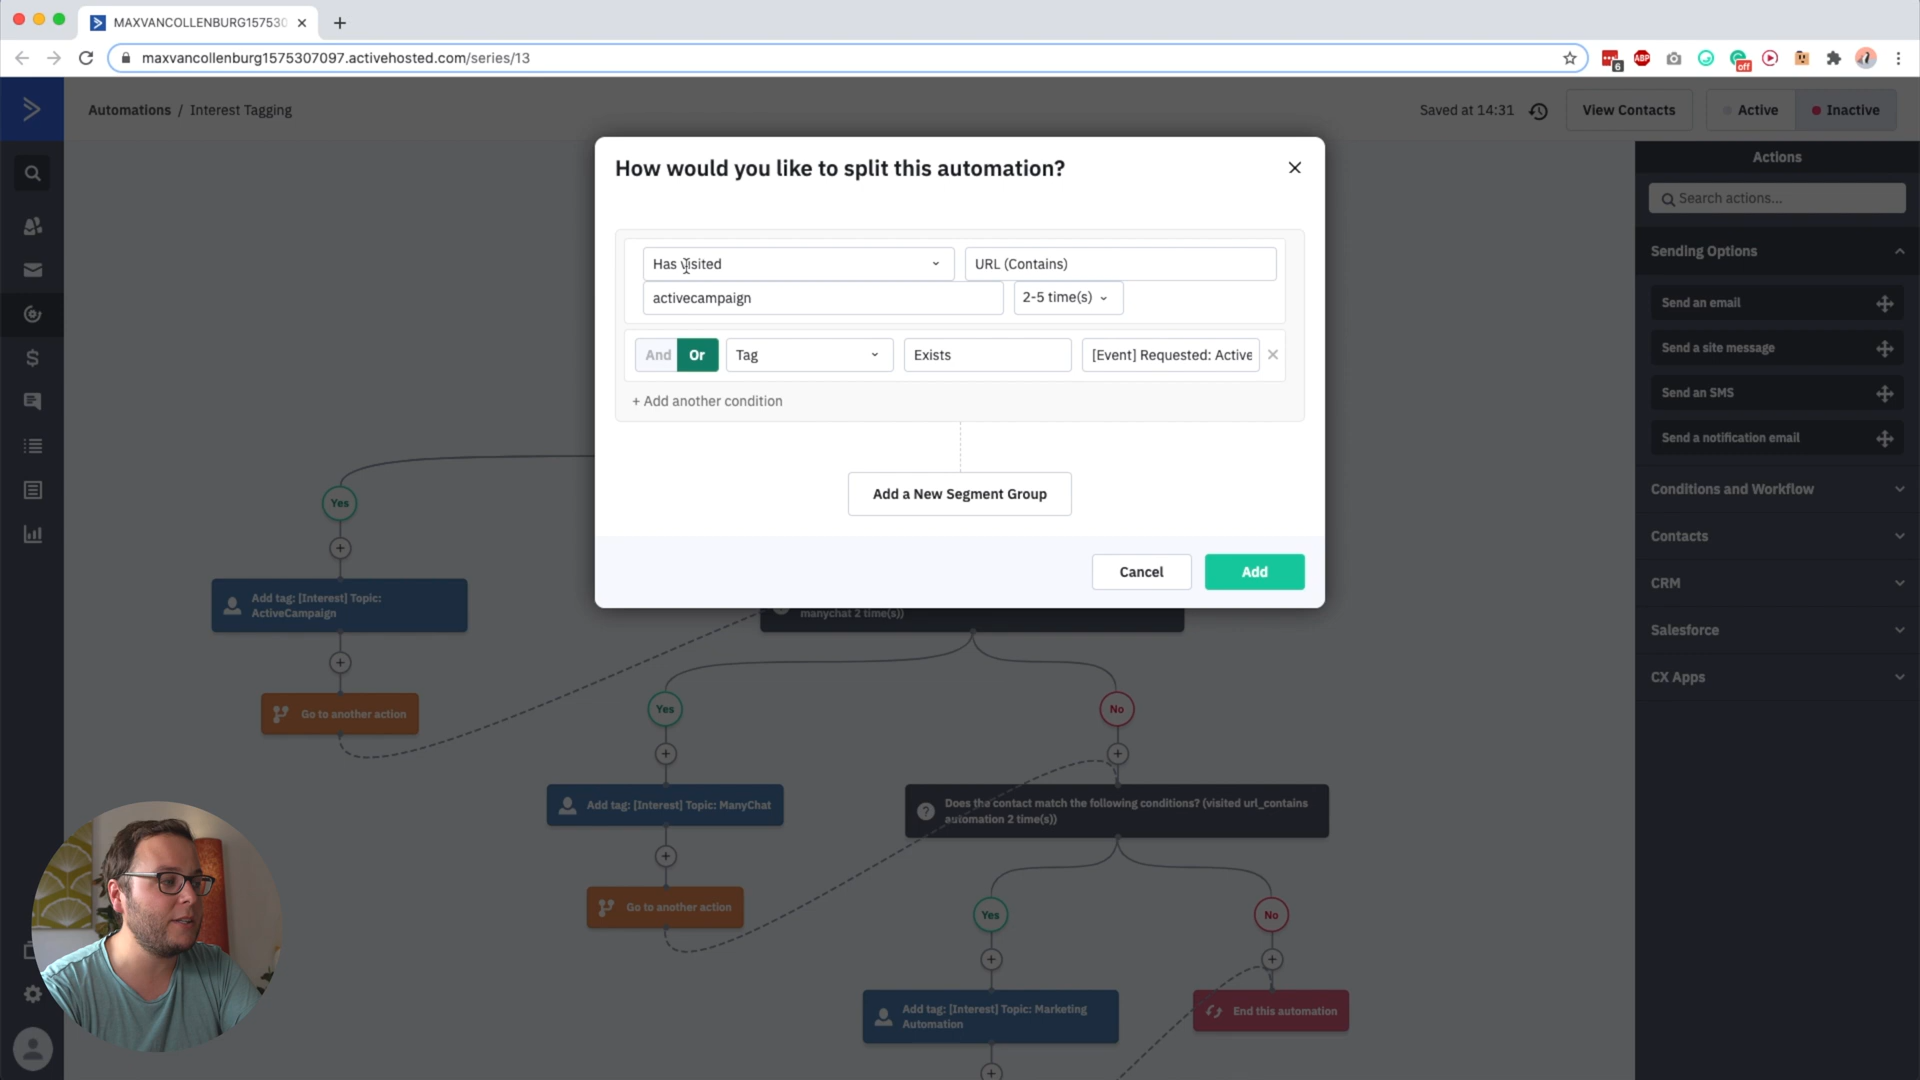 MAXVANCOLLENBURG157530
maxvancollenburg1575307097.activehosted.com/series/13
6
ABP
off
Automations / Interest Tagging
Saved at 14:31
View Contacts
Active
Inactive
How would you like to split this automation?
Has visited
URL (Contains)
activecampaign
2-5 time(s)
And
Or
Tag
Exists
[Event] Requested: Active
+ Add another condition
Add a New Segment Group
Cancel
Add
Actions
Search actions...
Sending Options
Send an email
Send a site message
Send an SMS
Send a notification email
Conditions and Workflow
Contacts
CRM
Salesforce
CX Apps
Yes
Add tag: [Interest] Topic:
ActiveCampaign
Go to another action
manychat 2 time(s))
Yes
No
Add tag: [Interest] Topic: ManyChat
Go to another action
Does the contact match the following conditions? (visited url_contains
automation 2 time(s))
Yes
No
Add tag: [Interest] Topic: Marketing
Automation
End this automation